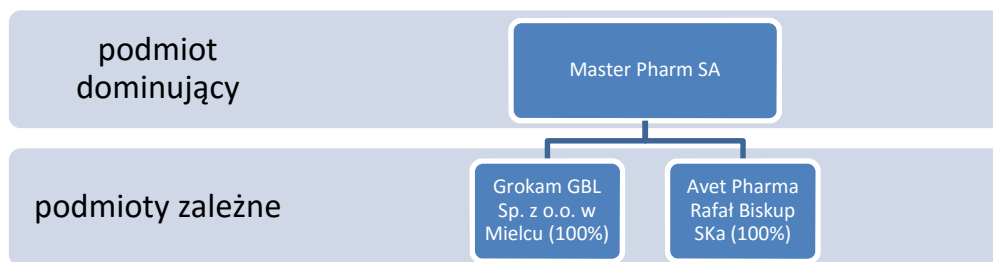 podmiot
dominujący
Master Pharm SA
podmioty zależne
Grokam GBL
Sp. z o.o. w
Mielcu (100%)
Avet Pharma
Rafał Biskup
SKa (100%)